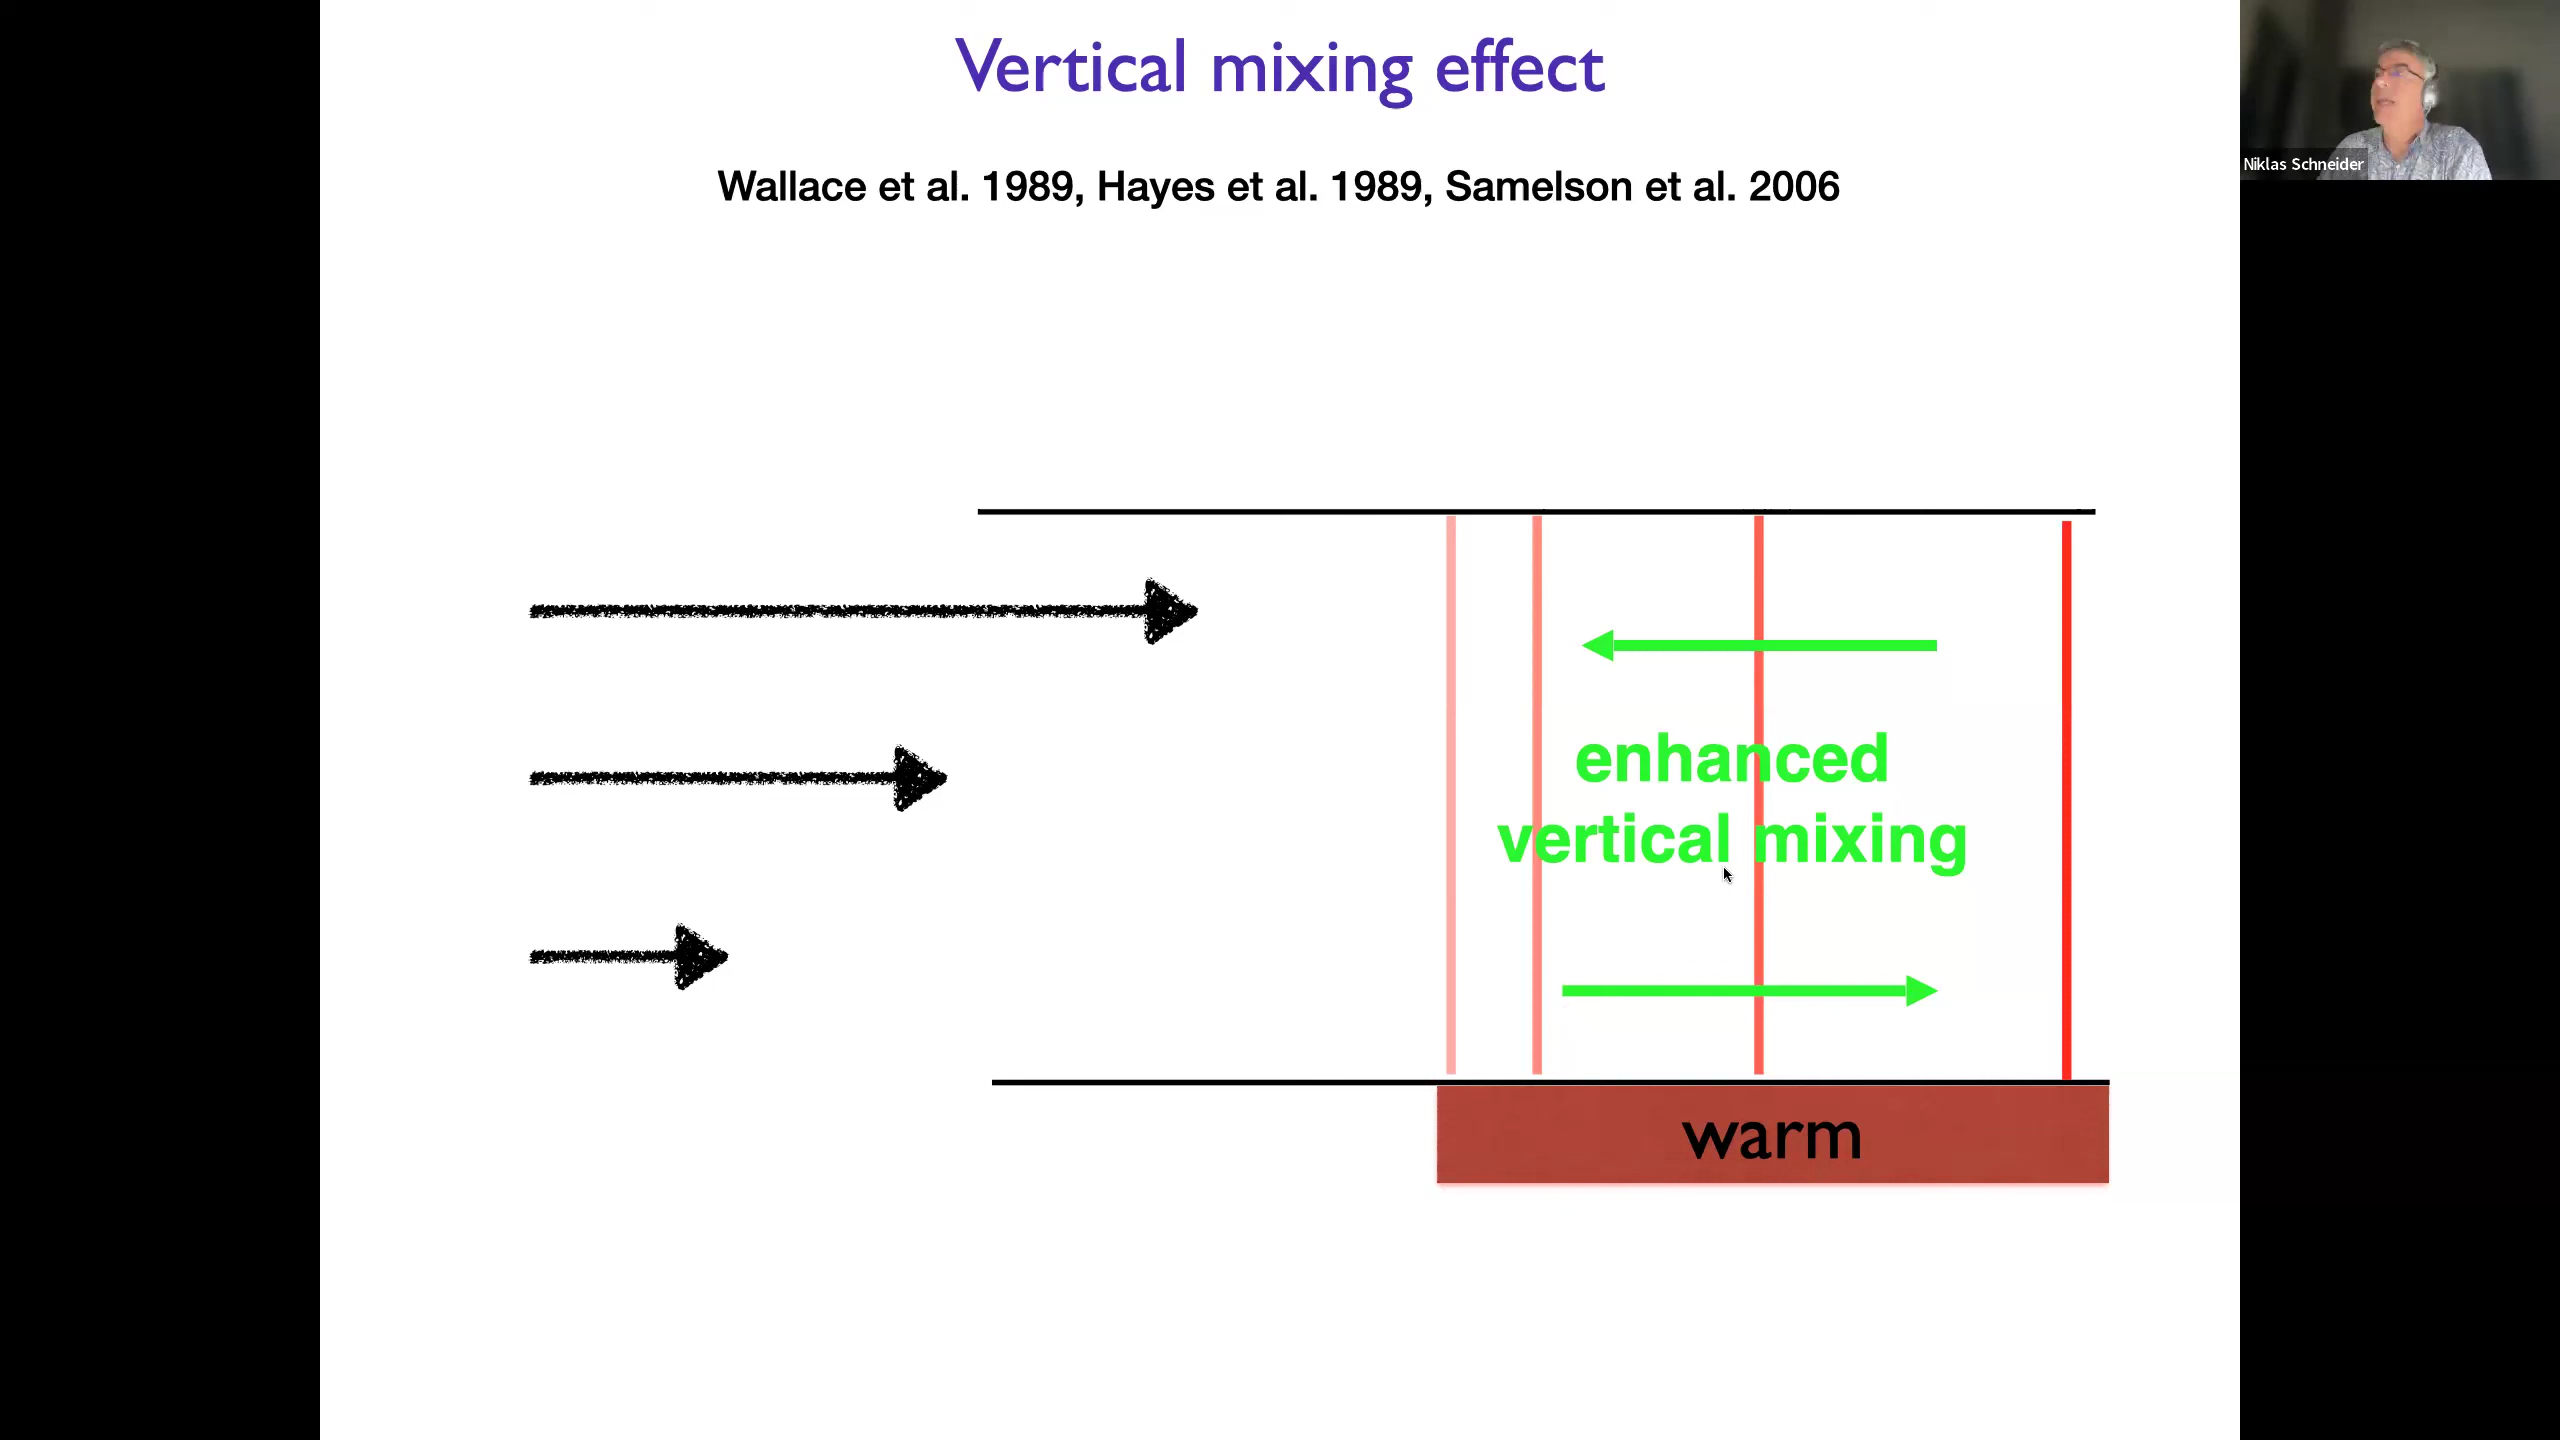 Vertical mixing effect
Wallace et al. 1989, Hayes et al. 1989, Samelson et al. 2006
Niklas Schneider
enhanced
vertical mixing
warm